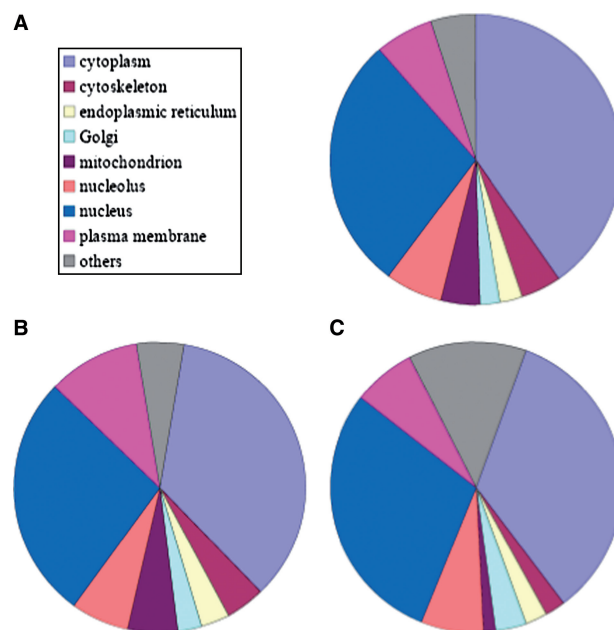 A
cytoplasm
cytoskeleton
endoplasmic reticulum
Golgi
mitochondrion
nucleolus
nucleus
plasma membrane
others
B
C